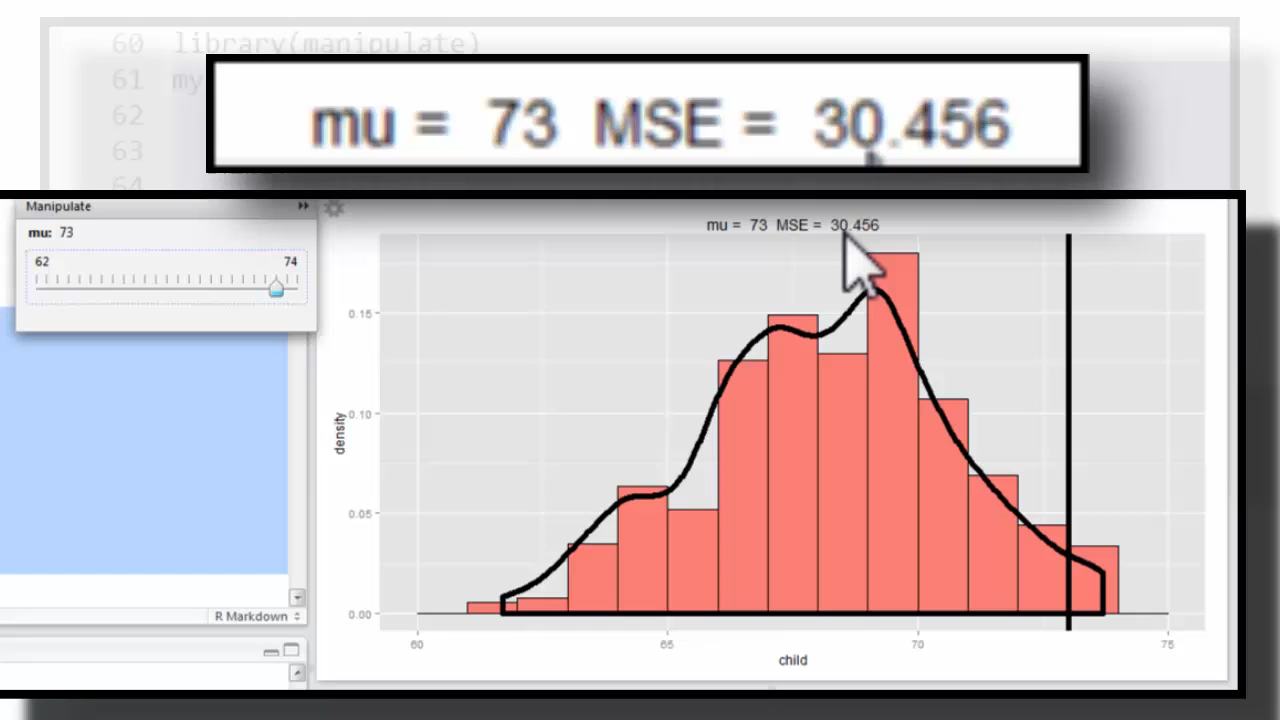 60 library(manipulate)
61 my
62
63
64
mu = 73 MSE = 30.456
Manipulate
mu: 73
62 74
mu = 73 MSE = 30.456
0.15
0.10
0.05
0.00
density
60 65 70 75
child
R Markdown